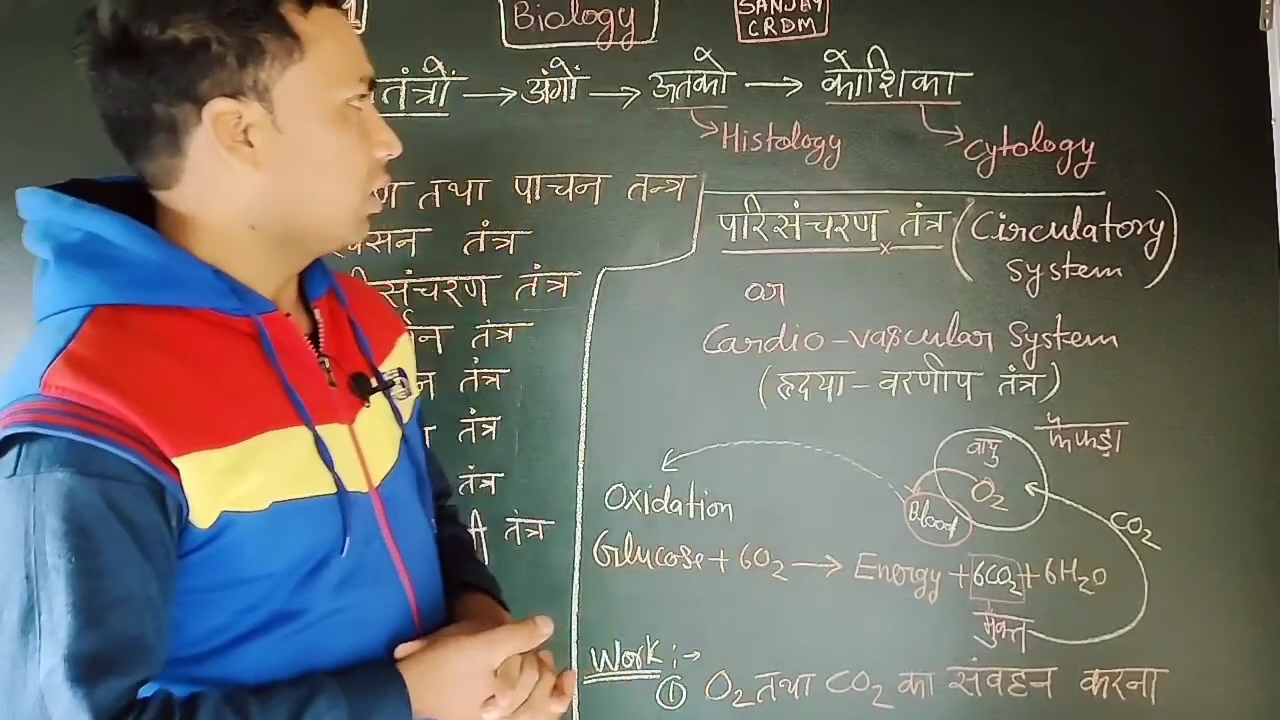 Biology
SANJAY
CRDM
तंत्रों → अंगों → ऊतको → कोशिका
Histology
Cytology
तथा पाचन तन्त्र
तंत्र
संचरण तंत्र
तंत्र
तंत्र
तंत्र
तंत्र
तंत्र
परिसंचरण तंत्र (Circulatory
System)
or
Cardio-vascular System
(हृदया - वरणीप तंत्र)
फेफड़ा
वायु
O₂
Blood
CO₂
Oxidation
Glucose + 6O₂ → Energy + 6CO₂ + 6H₂O
मुक्त
Work :→
① O₂ तथा CO₂ का संवहन करना